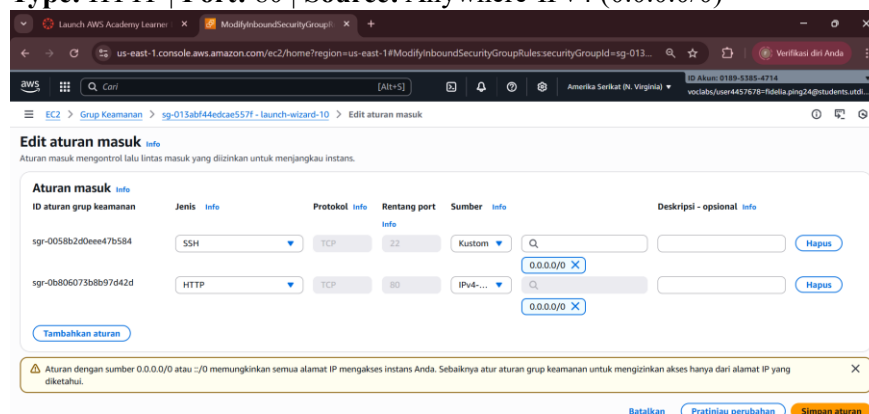 Type: HTTP | Port: 80 | Source: Anywhere-IPv4 (0.0.0.0/0)
Launch AWS Academy Learner
ModifyInboundSecurityGroupR
us-east-1.console.aws.amazon.com/ec2/home?region=us-east-1#ModifyInboundSecurityGroupRules:securityGroupId=sg-013...
Verifikasi diri Anda
aws
Cari
[Alt+S]
Amerika Serikat (N. Virginia)
ID Akun: 0189-5385-4714
voclabs/user4457678=fidelia.ping24@students.utdi...
EC2 > Grup Keamanan > sg-013abf44edcae557f - launch-wizard-10 > Edit aturan masuk
Edit aturan masuk Info
Aturan masuk mengontrol lalu lintas masuk yang diizinkan untuk menjangkau instans.
Aturan masuk Info
ID aturan grup keamanan Jenis Info Protokol Info Rentang port Info Sumber Info Deskripsi - opsional Info
sgr-0058b2d0eee47b584 SSH TCP 22 Kustom Hapus
0.0.0.0/0
sgr-0b806073b8b97d42d HTTP TCP 80 IPv4-... Hapus
0.0.0.0/0
Tambahkan aturan
Aturan dengan sumber 0.0.0.0/0 atau ::/0 memungkinkan semua alamat IP mengakses instans Anda. Sebaiknya atur aturan grup keamanan untuk mengizinkan akses hanya dari alamat IP yang
diketahui.
Batalkan Pratinjau perubahan Simpan aturan